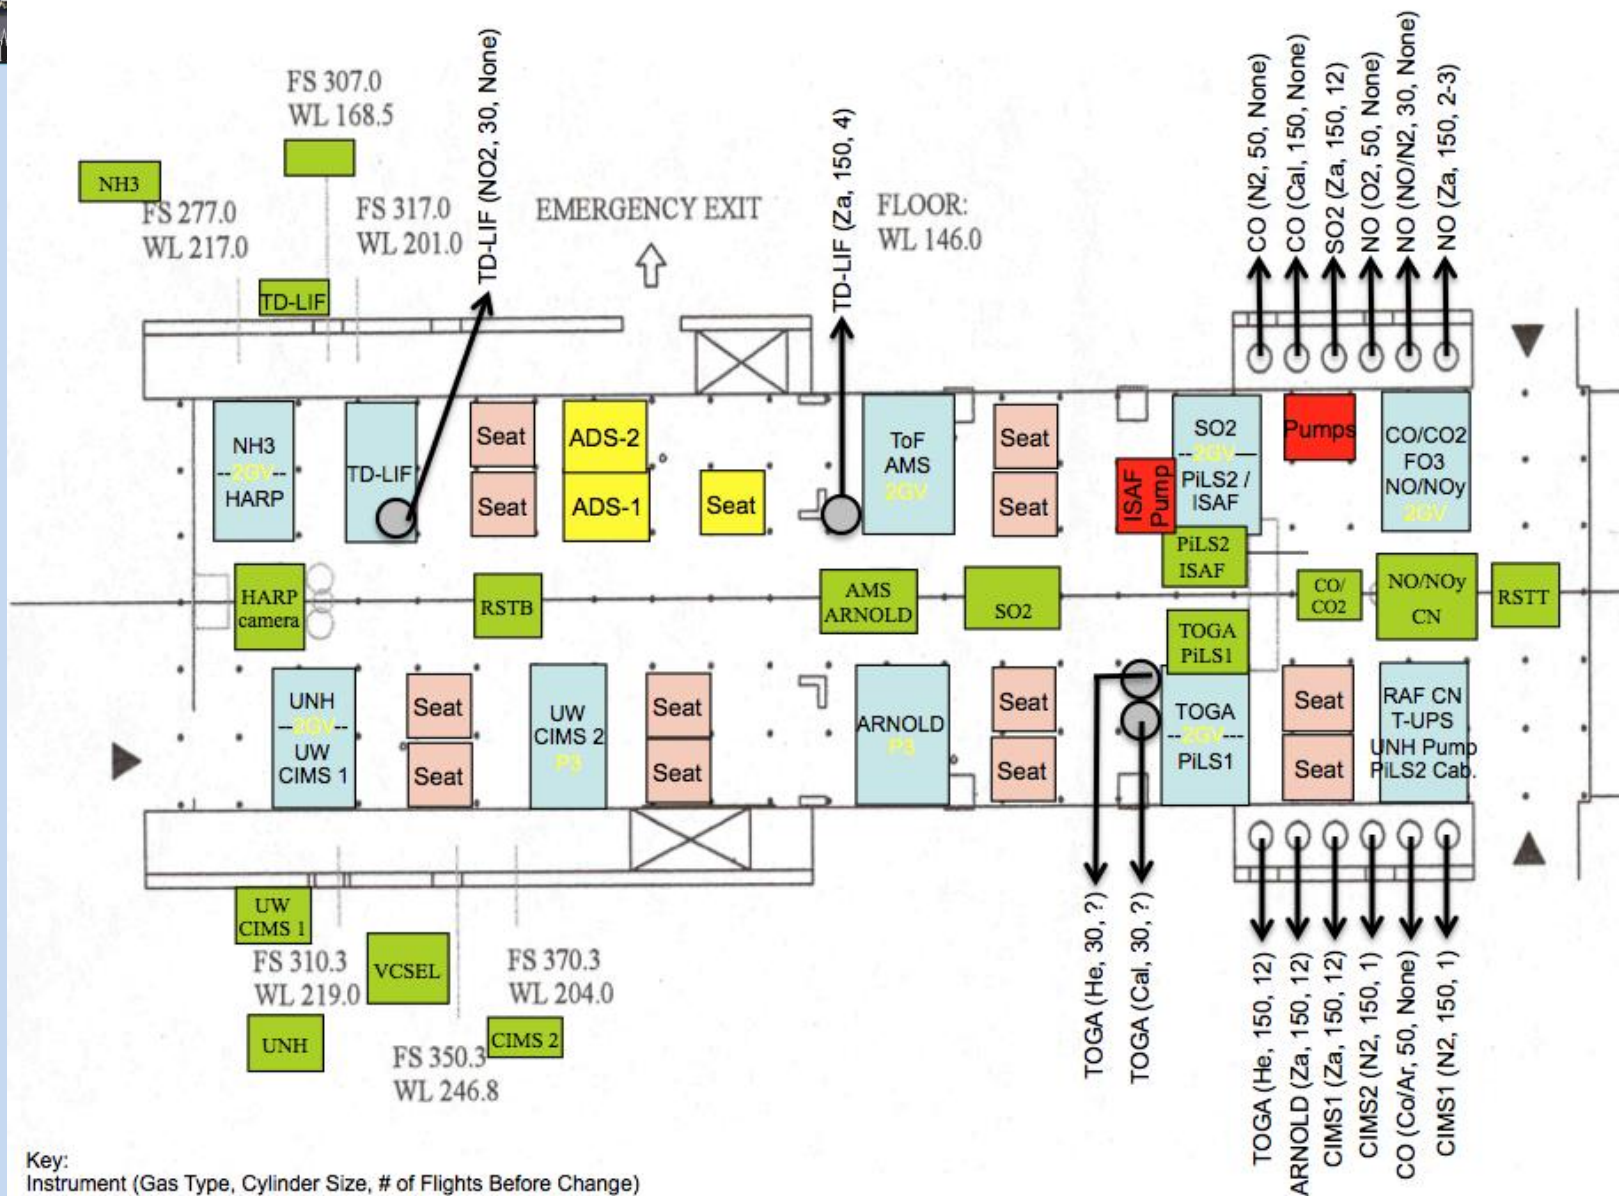 FS 307.0
WL 168.5
NH3
FS 277.0
WL 217.0
FS 317.0
WL 201.0
TD-LIF
TD-LIF (NO2, 30, None)
EMERGENCY EXIT
TD-LIF (Za, 150, 4)
FLOOR:
WL 146.0
CO (N2, 50, None)
CO (Cal, 150, None)
SO2 (Za, 150, 12)
NO (O2, 50, None)
NO (NO/N2, 30, None)
NO (Za, 150, 2-3)
NH3
--2GV--
HARP
TD-LIF
Seat
Seat
ADS-2
ADS-1
Seat
ToF
AMS
2GV
Seat
Seat
ISAF
Pump
SO2
--2GV--
PiLS2 /
ISAF
Pumps
CO/CO2
FO3
NO/NOy
2GV
PiLS2
ISAF
HARP
camera
RSTB
AMS
ARNOLD
SO2
TOGA
PiLS1
CO/
CO2
NO/NOy
CN
RSTT
UNH
--2GV--
UW
CIMS 1
Seat
Seat
UW
CIMS 2
P3
Seat
Seat
ARNOLD
P3
Seat
Seat
TOGA
--2GV---
PiLS1
Seat
Seat
RAF CN
T-UPS
UNH Pump
PiLS2 Cab.
UW
CIMS 1
FS 310.3
WL 219.0
VCSEL
FS 370.3
WL 204.0
UNH
CIMS 2
FS 350.3
WL 246.8
TOGA (He, 30, ?)
TOGA (Cal, 30, ?)
TOGA (He, 150, 12)
ARNOLD (Za, 150, 12)
CIMS1 (Za, 150, 12)
CIMS2 (N2, 150, 1)
CO (Co/Ar, 50, None)
CIMS1 (N2, 150, 1)
Key:
Instrument (Gas Type, Cylinder Size, # of Flights Before Change)